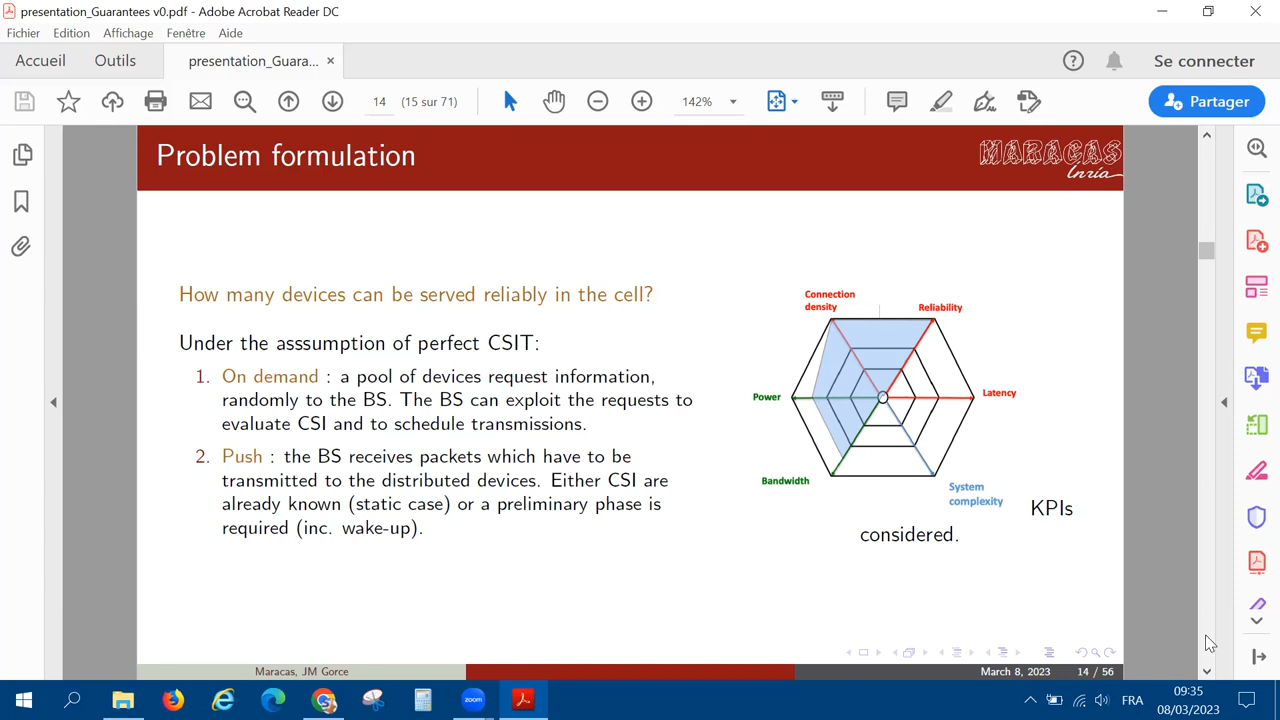 presentation_Guarantees v0.pdf - Adobe Acrobat Reader DC
Fichier Edition Affichage Fenêtre Aide
Accueil Outils presentation_Guara... × Se connecter
14 (15 sur 71) 142% Partager
Problem formulation
MARACAS
Inria
How many devices can be served reliably in the cell?
Under the asssumption of perfect CSIT:
1. On demand : a pool of devices request information,
randomly to the BS. The BS can exploit the requests to
evaluate CSI and to schedule transmissions.
2. Push : the BS receives packets which have to be
transmitted to the distributed devices. Either CSI are
already known (static case) or a preliminary phase is
required (inc. wake-up).
Connection
density
Reliability
Power
Latency
Bandwidth
System
complexity
KPIs
considered.
Maracas, JM Gorce March 8, 2023 14 / 56
zoom
FRA
09:35
08/03/2023